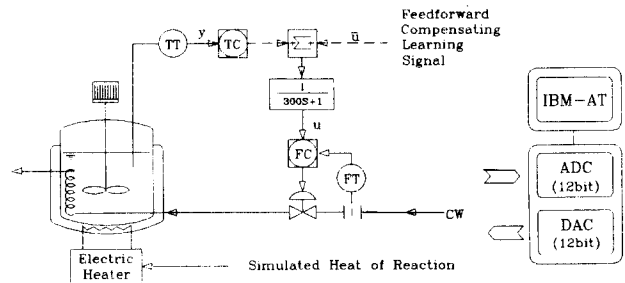 Feedforward
Compensating
Learning
Signal
TT
y
TC
+
Σ
+
ū
1
300S+1
u
FC
FT
CW
IBM-AT
ADC
(12bit)
DAC
(12bit)
Electric
Heater
Simulated Heat of Reaction